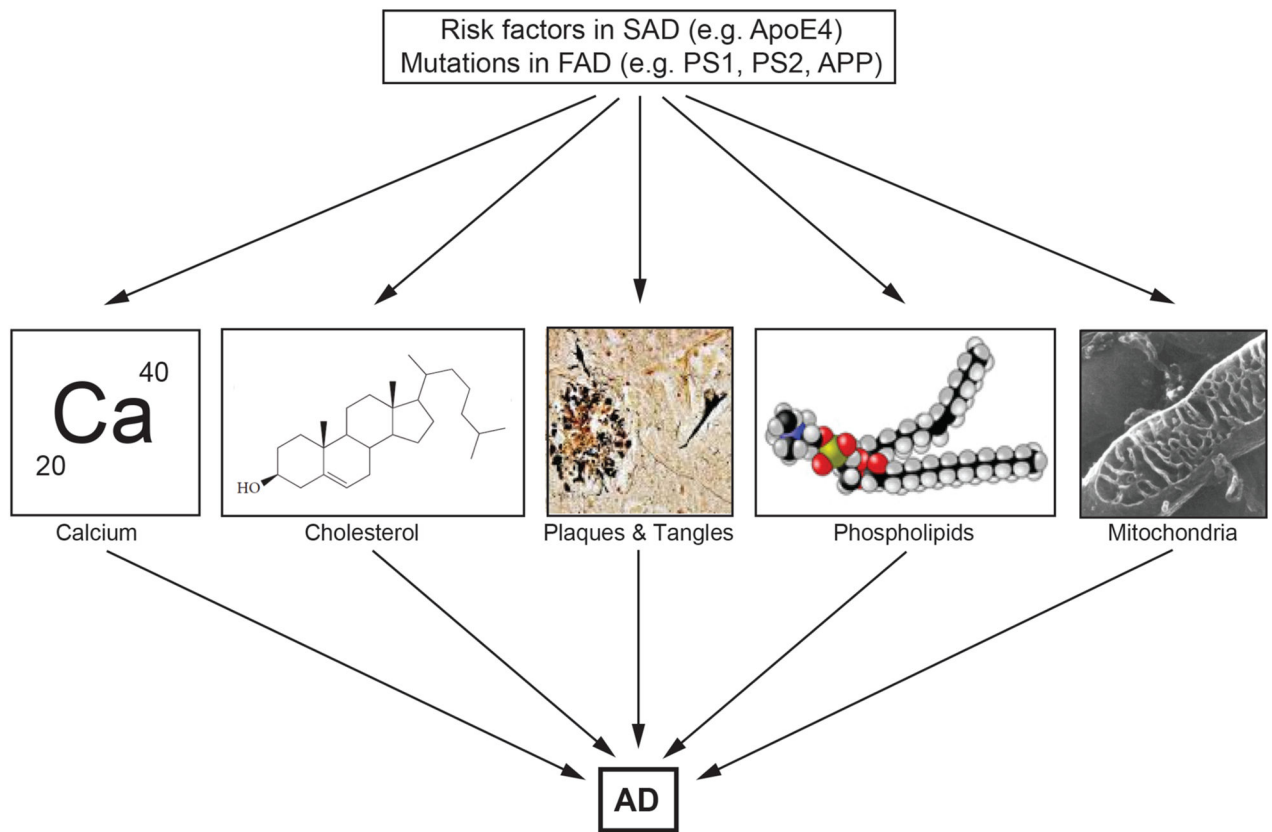 Risk factors in SAD (e.g. ApoE4)
Mutations in FAD (e.g. PS1, PS2, APP)
40
Ca
20
HO
Calcium
Cholesterol
Plaques & Tangles
Phospholipids
Mitochondria
AD